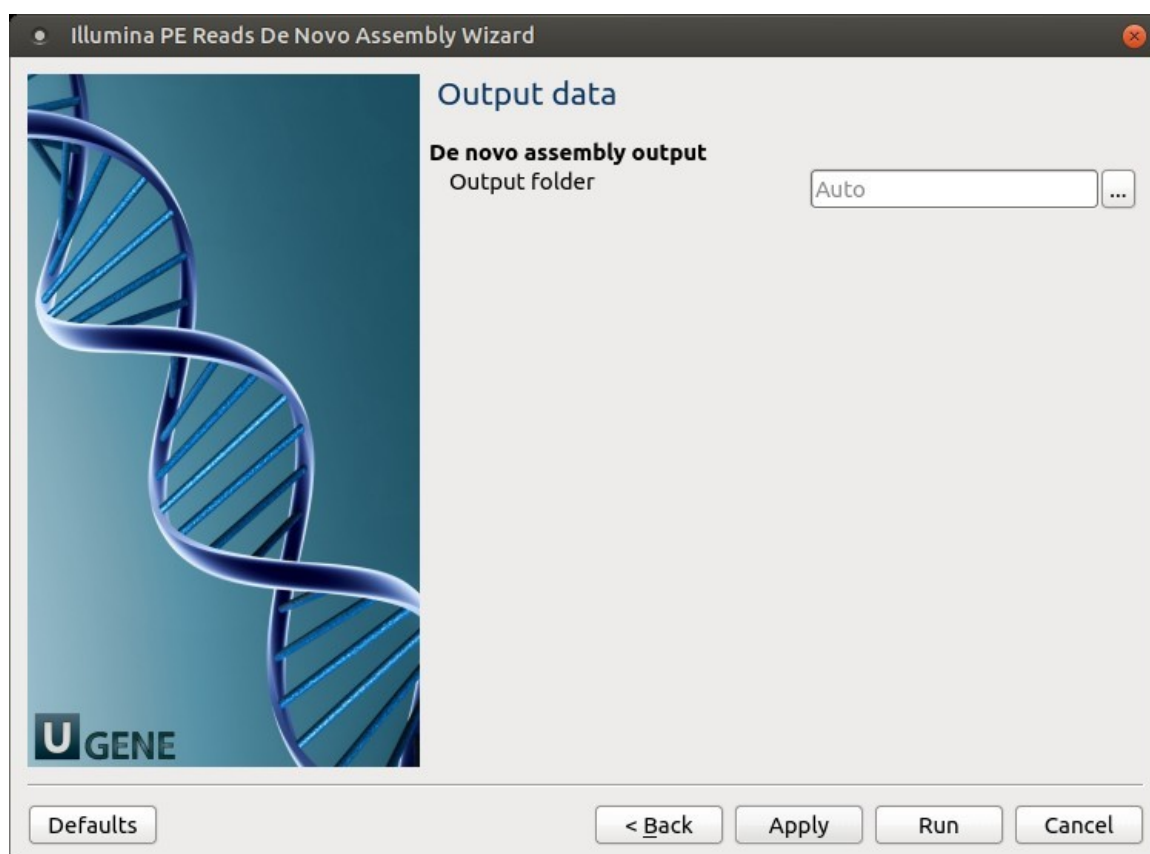 Illumina PE Reads De Novo Assembly Wizard
Output data
De novo assembly output
Output folder
Auto
...
U GENE
Defaults
< Back
Apply
Run
Cancel